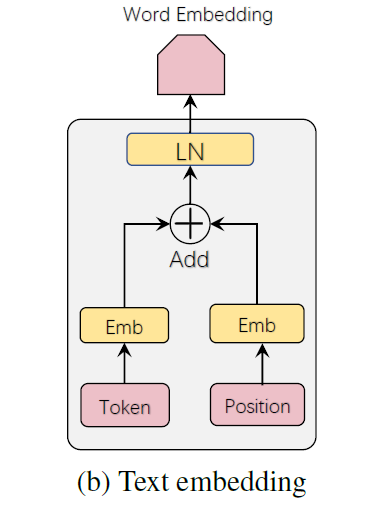 Word Embedding
LN
Add
Emb
Emb
Token
Position
(b) Text embedding